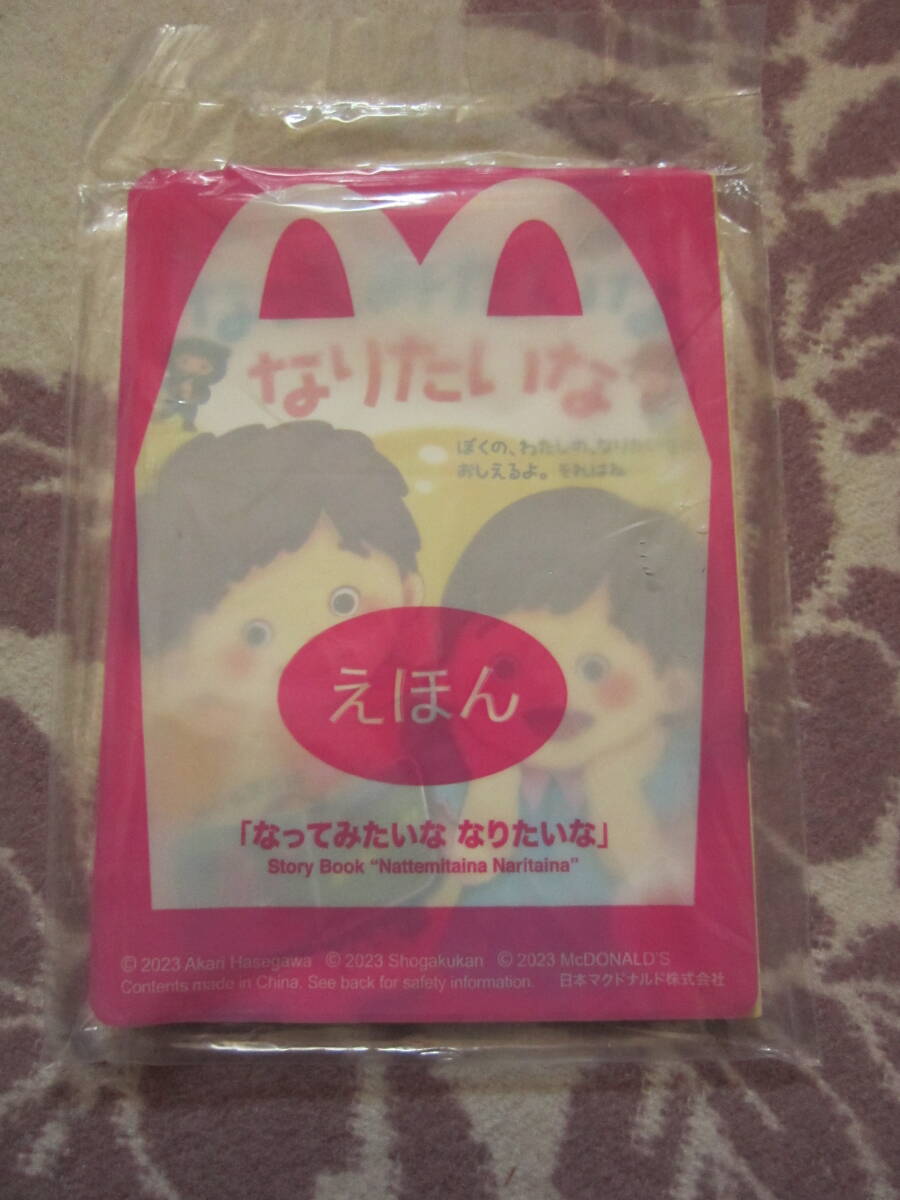 なりたいな
ぼくの、わたしの、なりたい
おしえるよ。それはね
えほん
「なってみたいな なりたいな」
Story Book “Nattemitaina Naritaina”
© 2023 Akari Hasegawa © 2023 Shogakukan © 2023 McDONALD'S
Contents made in China. See back for safety information. 日本マクドナルド株式会社